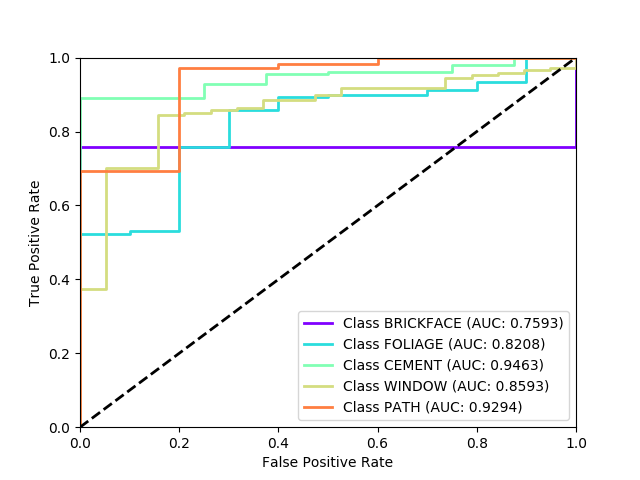 1.0
0.8
0.6
0.4
0.2
0.0
True Positive Rate
Class BRICKFACE (AUC: 0.7593)
Class FOLIAGE (AUC: 0.8208)
Class CEMENT (AUC: 0.9463)
Class WINDOW (AUC: 0.8593)
Class PATH (AUC: 0.9294)
0.0 0.2 0.4 0.6 0.8 1.0
False Positive Rate